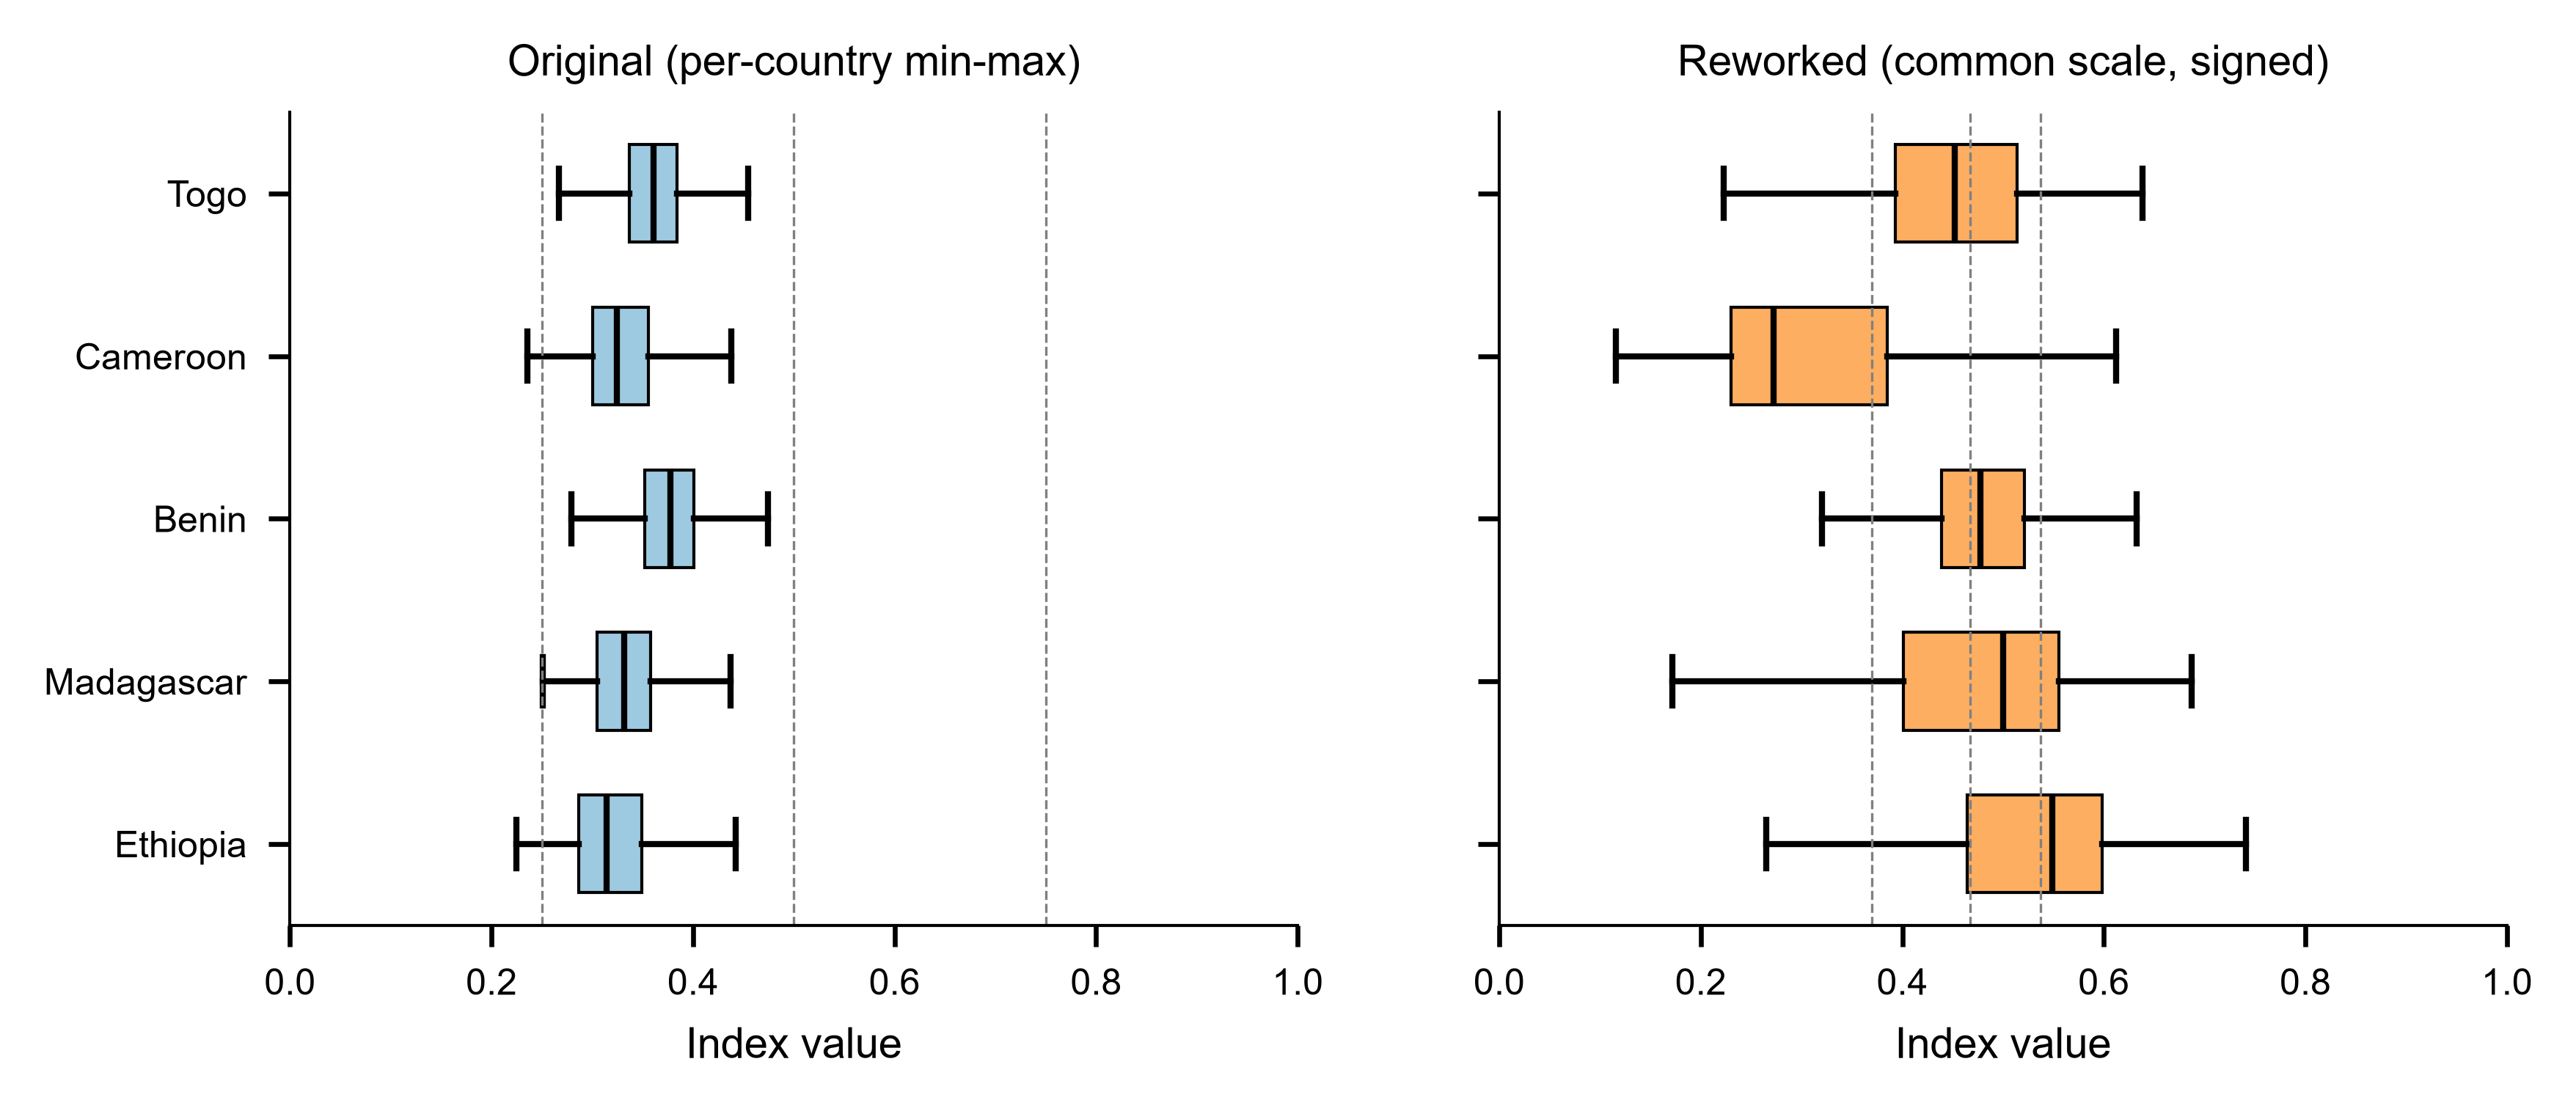 Original (per-country min-max)
Togo
Cameroon
Benin
Madagascar
Ethiopia
0.0 0.2 0.4 0.6 0.8 1.0
Index value
Reworked (common scale, signed)
0.0 0.2 0.4 0.6 0.8 1.0
Index value